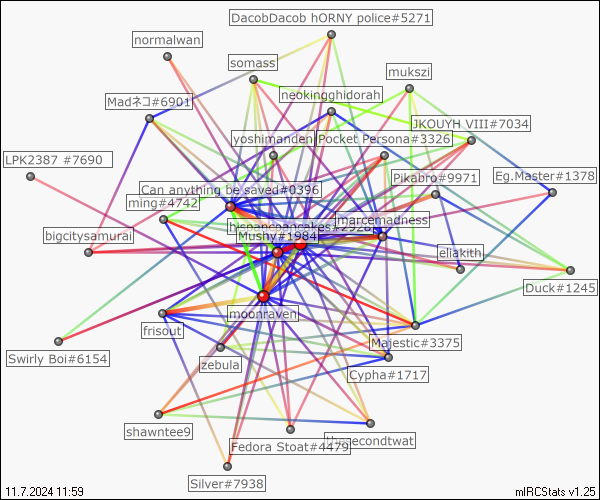 DacobDacob hORNY police#5271
normalwan
somass
mukszi
neokingghidorah
Madネコ#6901
JKOUYH VIII#7034
yoshimanden
Pocket Persona#3326
LPK2387 #7690
Pikabro#9971
Eg.Master#1378
Can anything be saved#0396
ming#4742
marcemadness
bigcitysamurai
Mushy#1984
eliakith
Duck#1245
moonraven
frisout
Majestic#3375
Swirly Boi#6154
zebula
Cypha#1717
shawntee9
Fedora Stoat#4479
Silver#7938
11.7.2024 11:59
mIRCStats v1.25